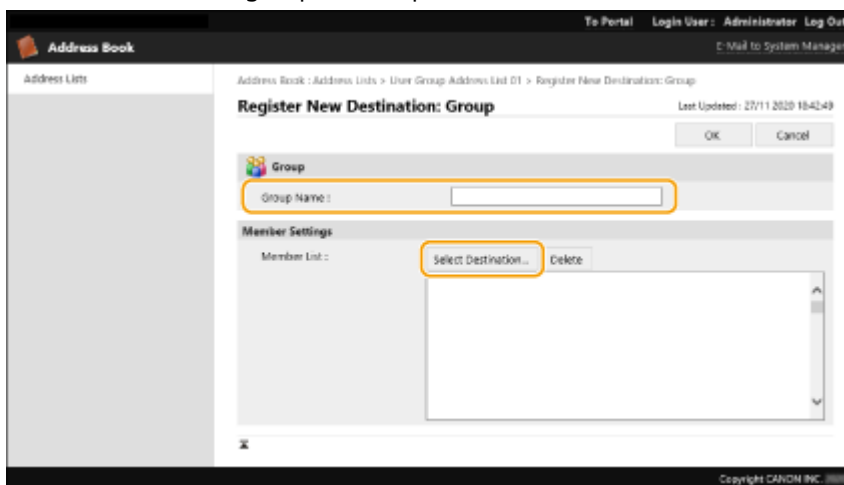 To Portal Login User : Administrator Log Out
Address Book
E-Mail to System Manager
Address Lists
Address Book : Address Lists > User Group Address List 01 > Register New Destination: Group
Register New Destination: Group
Last Updated : 27/11 2020 18:42:49
OK Cancel
Group
Group Name :
Member Settings
Member List :
Select Destination... Delete
Copyright CANON INC.